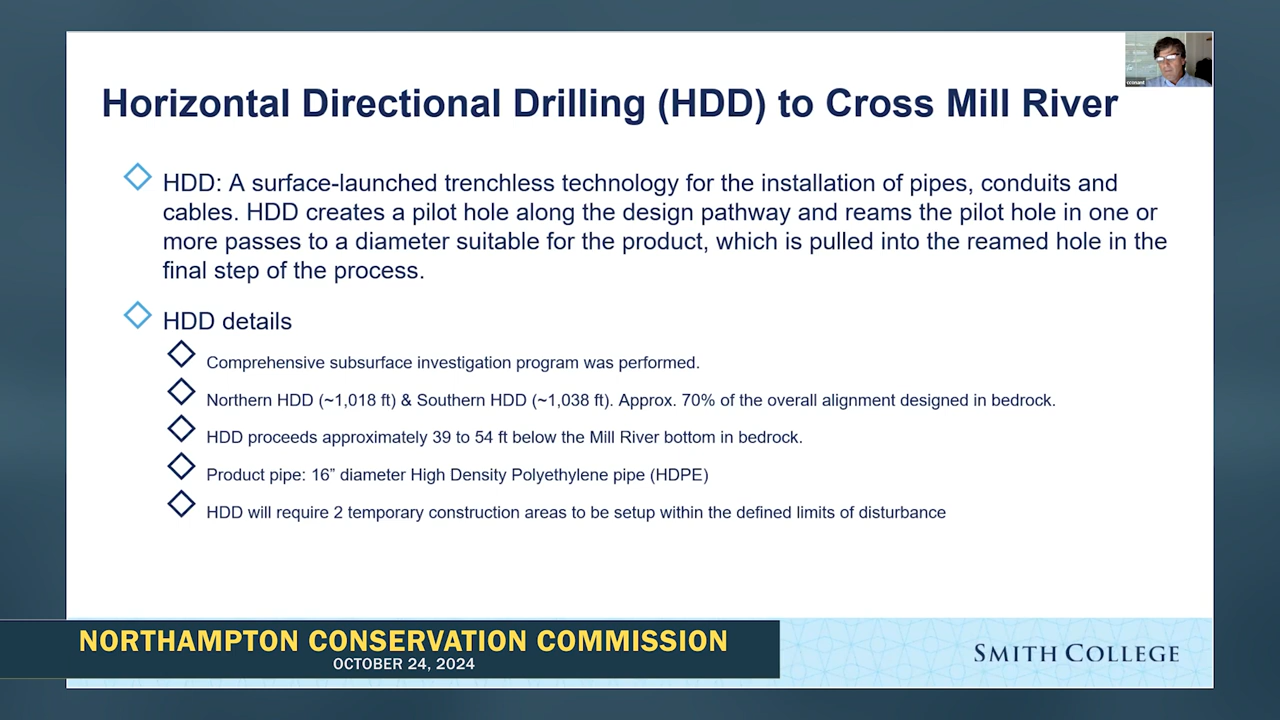 Horizontal Directional Drilling (HDD) to Cross Mill River
HDD: A surface-launched trenchless technology for the installation of pipes, conduits and
cables. HDD creates a pilot hole along the design pathway and reams the pilot hole in one or
more passes to a diameter suitable for the product, which is pulled into the reamed hole in the
final step of the process.
HDD details
Comprehensive subsurface investigation program was performed.
Northern HDD (~1,018 ft) & Southern HDD (~1,038 ft). Approx. 70% of the overall alignment designed in bedrock.
HDD proceeds approximately 39 to 54 ft below the Mill River bottom in bedrock.
Product pipe: 16” diameter High Density Polyethylene pipe (HDPE)
HDD will require 2 temporary construction areas to be setup within the defined limits of disturbance
NORTHAMPTON CONSERVATION COMMISSION
OCTOBER 24, 2024
SMITH COLLEGE